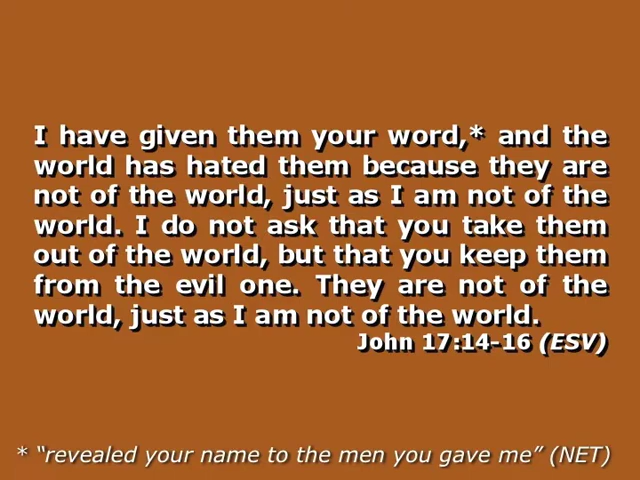 I have given them your word,* and the
world has hated them because they are
not of the world, just as I am not of the
world. I do not ask that you take them
out of the world, but that you keep them
from the evil one. They are not of the
world, just as I am not of the world.
John 17:14-16 (ESV)
* “revealed your name to the men you gave me” (NET)